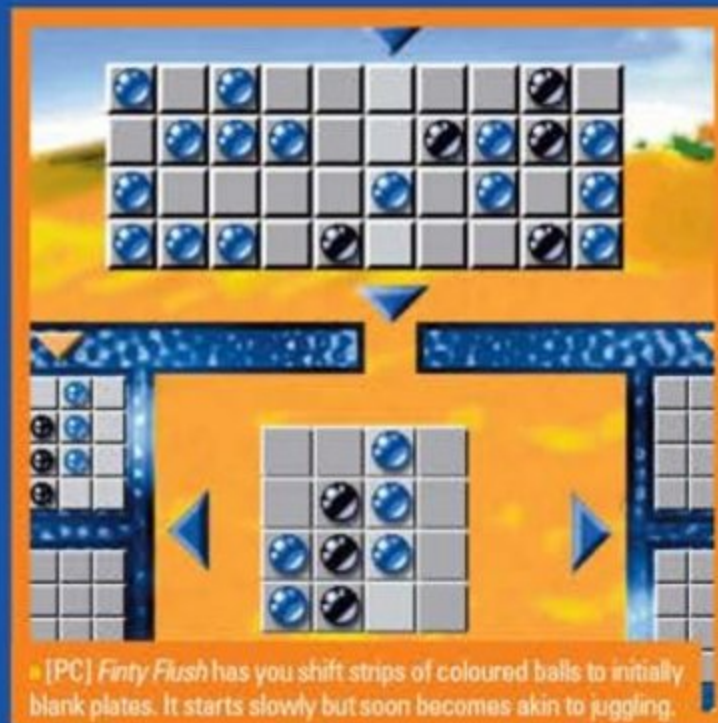 [PC] Finty Flush has you shift strips of coloured balls to initially
blank plates. It starts slowly but soon becomes akin to juggling.